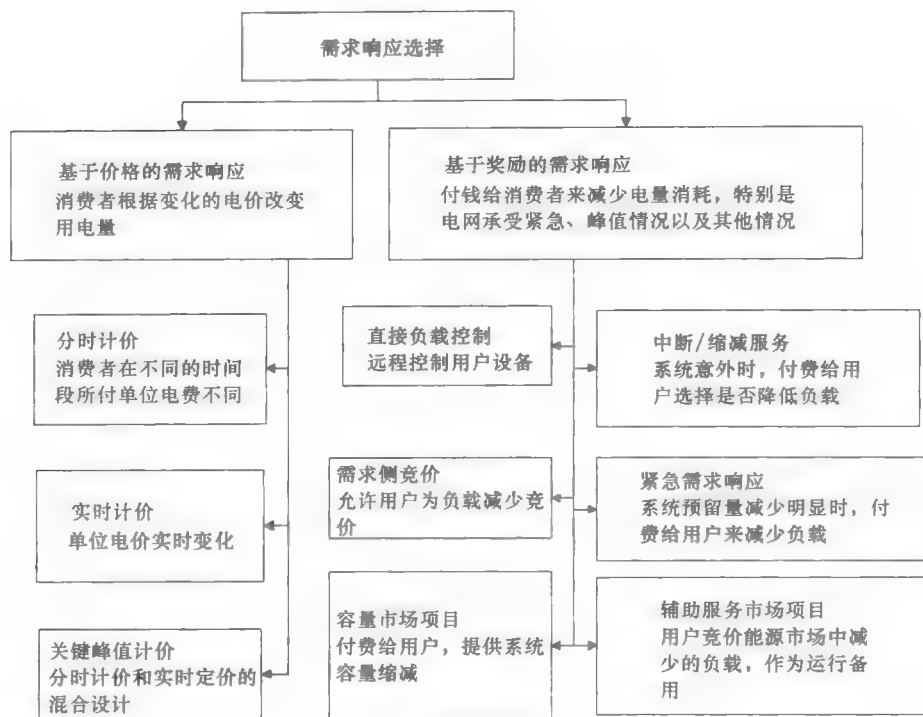 需求响应选择
基于价格的需求响应
消费者根据变化的电价改变
用电量
基于奖励的需求响应
付钱给消费者来减少电量消耗，特别是
电网承受紧急、峰值情况以及其他情况
分时计价
消费者在不同的时间
段所付单位电费不同
直接负载控制
远程控制用户设备
中断/缩减服务
系统意外时，付费给用
户选择是否降低负载
实时计价
单位电价实时变化
需求侧竞价
允许用户为负载减少竞
价
紧急需求响应
系统预留量减少明显时，付
费给用户来减少负载
关键峰值计价
分时计价和实时定价的
混合设计
容量市场项目
付费给用户，提供系统
容量缩减
辅助服务市场项目
用户竞价能源市场中减
少的负载，作为运行备
用